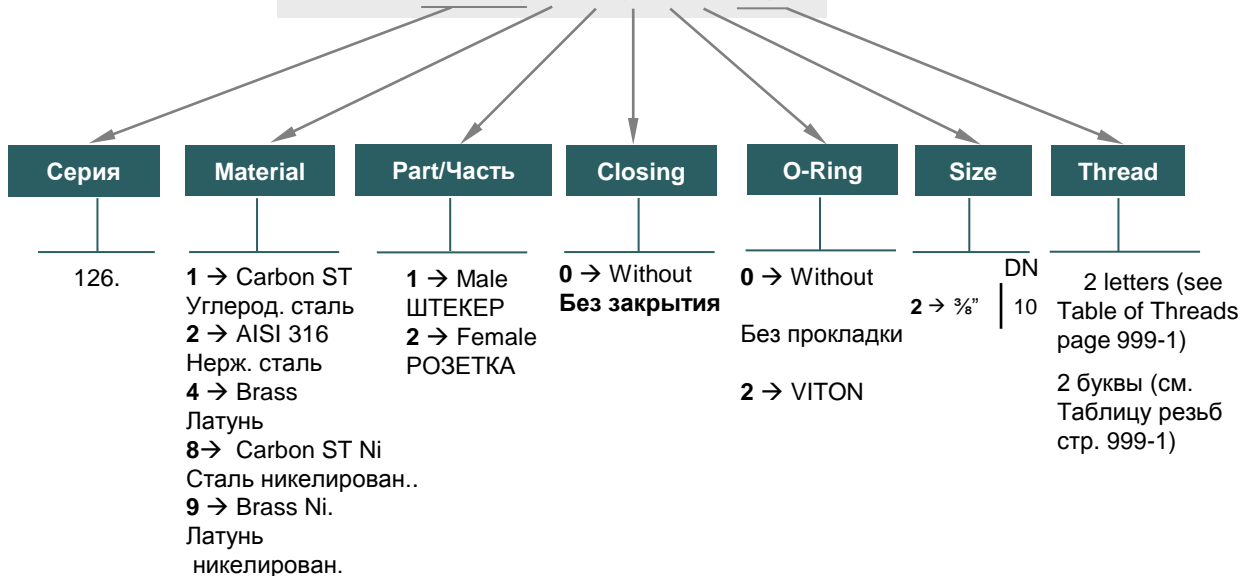 Серия
Material
Part/Часть
Closing
O-Ring
Size
Thread
126.
1 → Carbon ST
Углерод. сталь
2 → AISI 316
Нерж. сталь
4 → Brass
Латунь
8→ Carbon ST Ni
Сталь никелирован..
9 → Brass Ni.
Латунь
никелирован.
1 → Male
ШТЕКЕР
2 → Female
РОЗЕТКА
0 → Without
Без закрытия
0 → Without
Без прокладки
2 → VITON
DN
2 → ⅜” 10
2 letters (see
Table of Threads
page 999-1)
2 буквы (см.
Таблицу резьб
стр. 999-1)